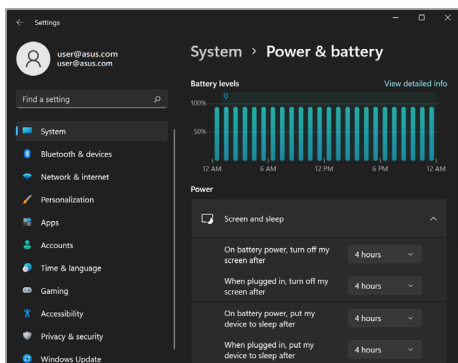 Settings
user@asus.com
user@asus.com
Find a setting
System
Bluetooth & devices
Network & internet
Personalization
Apps
Accounts
Time & language
Gaming
Accessibility
Privacy & security
Windows Update
System > Power & battery
Battery levels
View detailed info
100%
50%
12 AM 6 AM 12 PM 6 PM 12 AM
Power
Screen and sleep
On battery power, turn off my
screen after
4 hours
When plugged in, turn off my
screen after
4 hours
On battery power, put my
device to sleep after
4 hours
When plugged in, put my
device to sleep after
4 hours